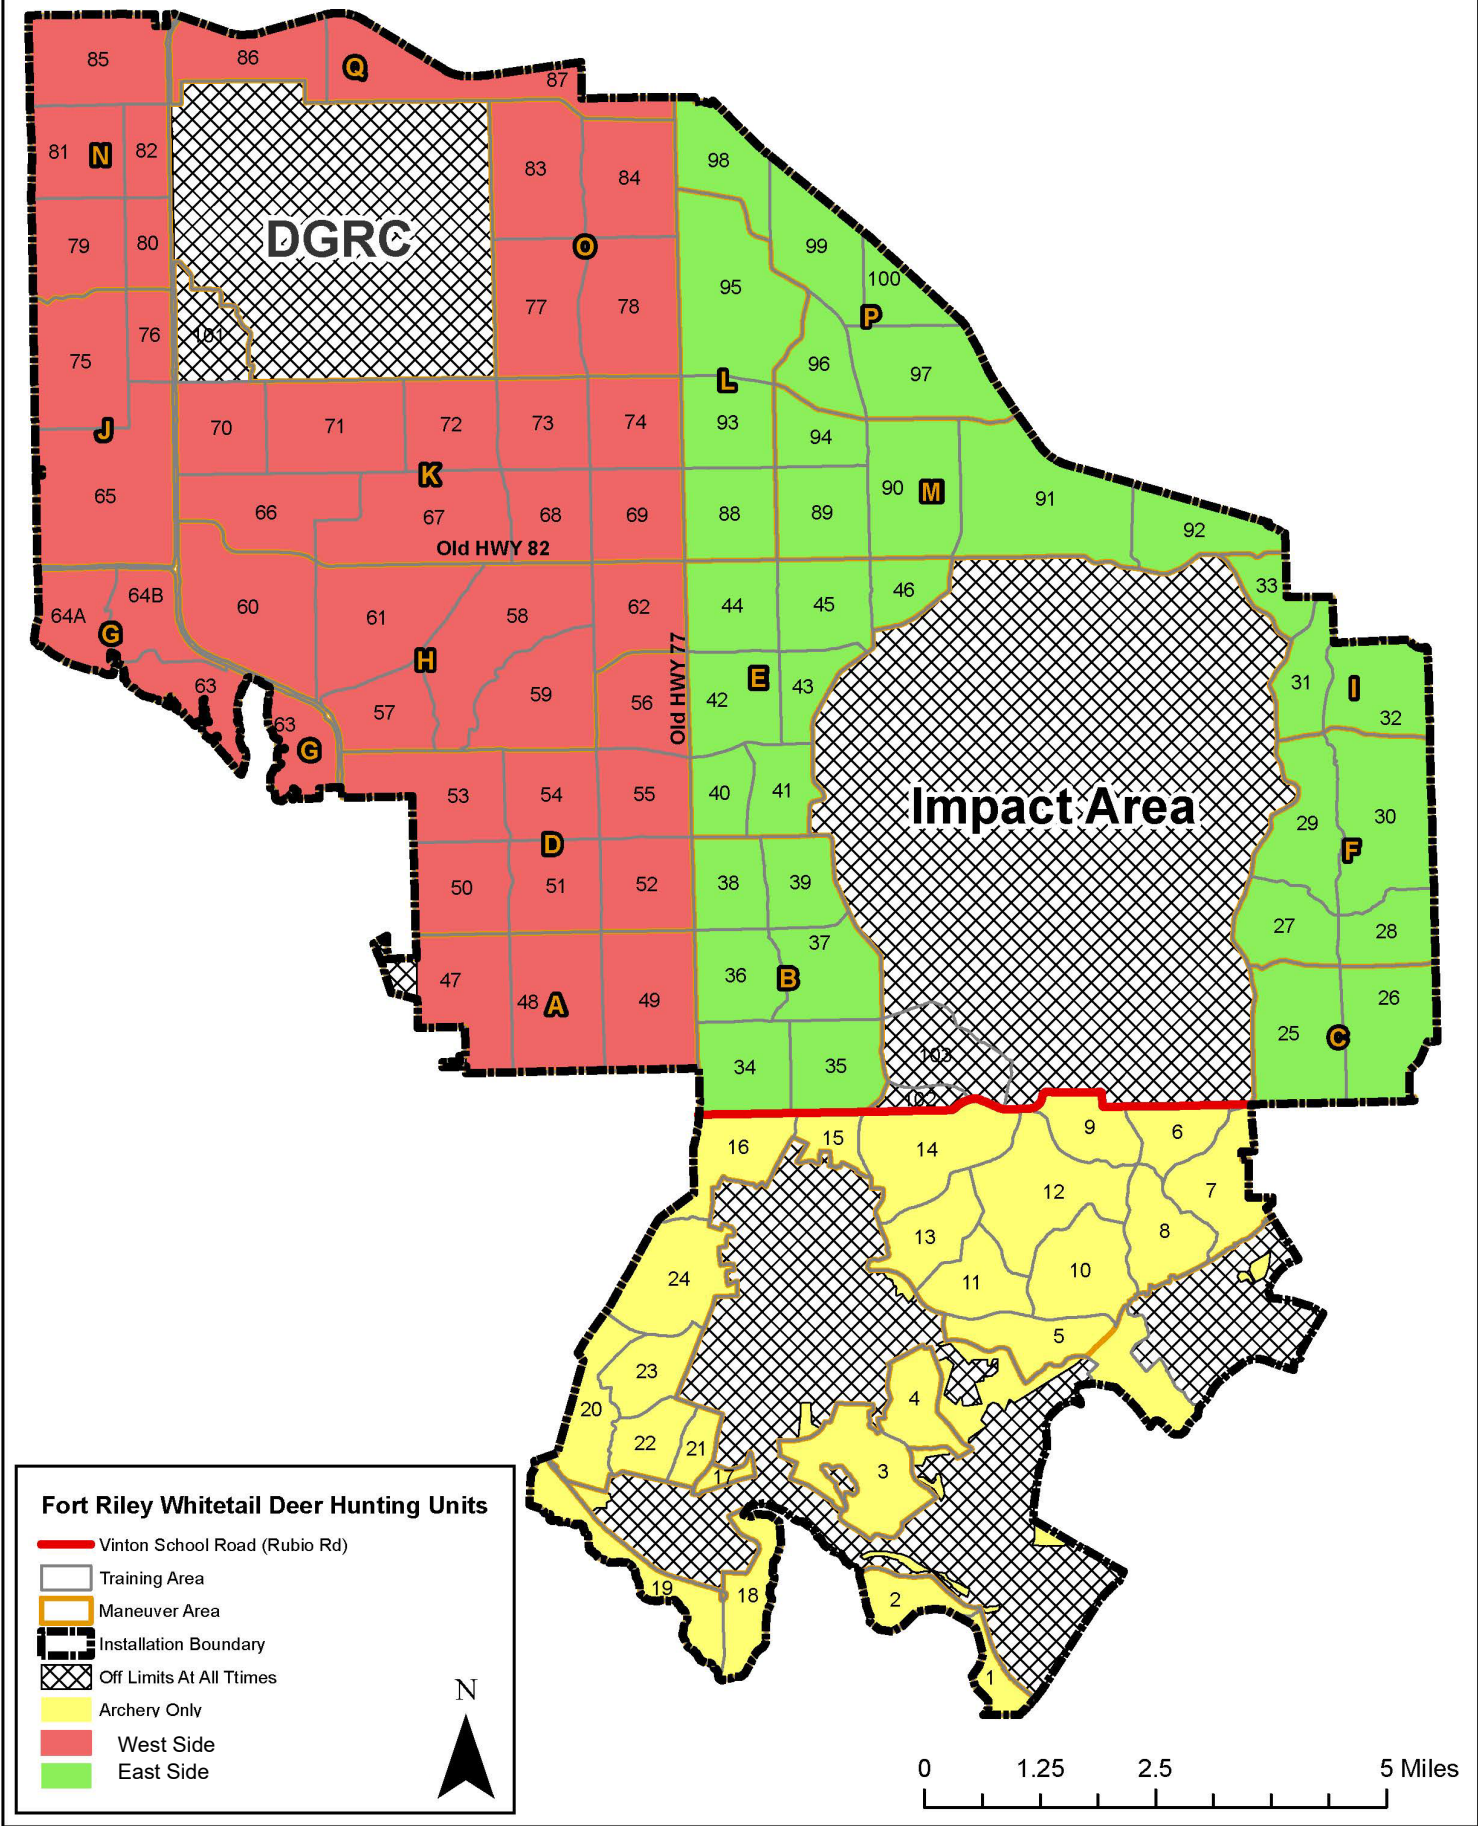 85
86
Q
87
81
N
82
83
84
98
79
80
DGRC
O
99
100
95
77
78
P
75
76
101
96
97
L
J
70
71
72
73
74
93
94
K
65
66
67
68
69
88
89
90
M
91
92
Old HWY 82
64A
64B
60
61
58
62
44
45
46
33
G
H
Old HWY 77
E
31
I
32
63
57
59
56
42
43
63
G
53
54
55
40
41
Impact Area
29
30
D
F
50
51
52
38
39
27
28
37
47
48
A
49
36
B
26
25
C
34
35
103
102
16
15
14
9
6
12
7
13
8
24
11
10
5
23
4
20
22
21
3
17
19
18
2
1
Fort Riley Whitetail Deer Hunting Units
Vinton School Road (Rubio Rd)
Training Area
Maneuver Area
Installation Boundary
Off Limits At All Ttimes
Archery Only
West Side
East Side
N
0 1.25 2.5 5 Miles